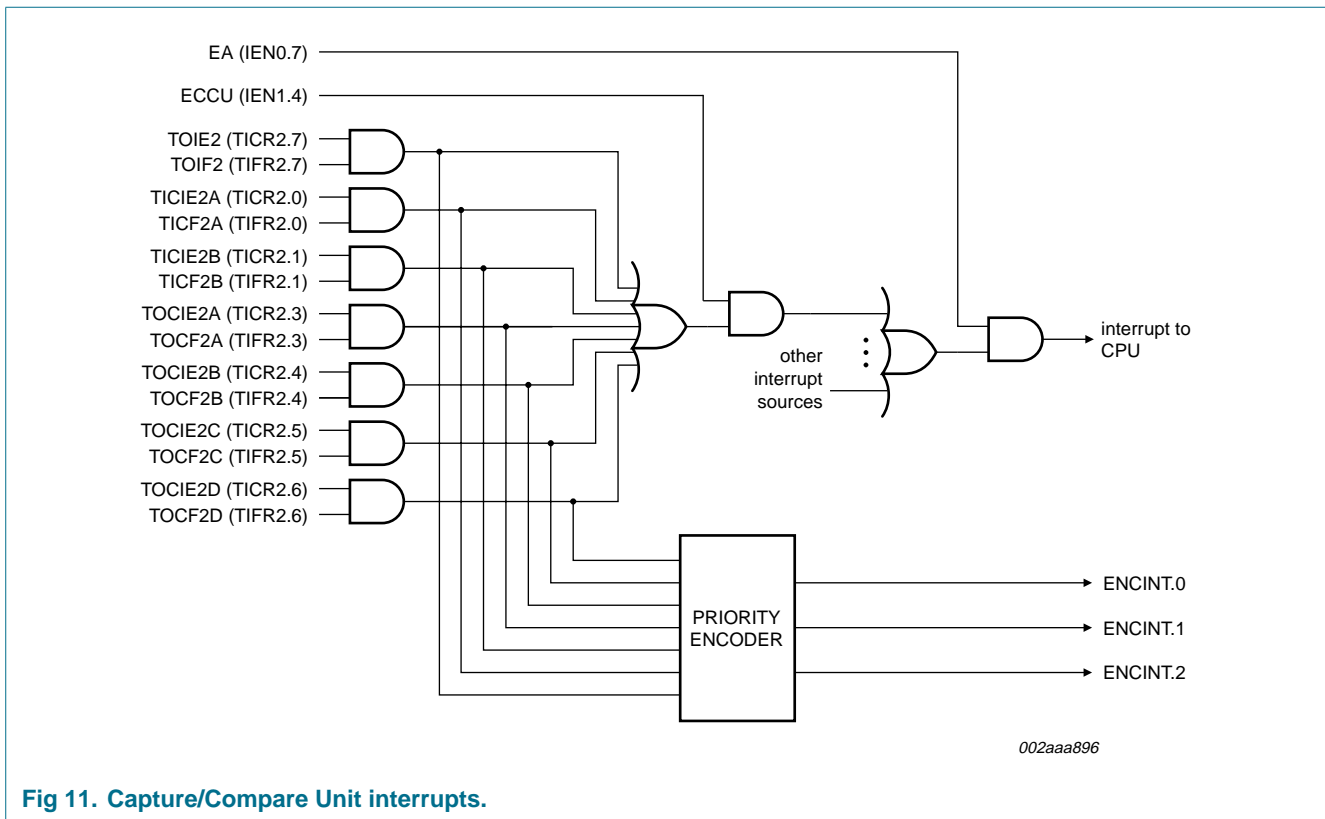 EA (IEN0.7)
ECCU (IEN1.4)
TOIE2 (TICR2.7)
TOIF2 (TIFR2.7)
TICIE2A (TICR2.0)
TICF2A (TIFR2.0)
TICIE2B (TICR2.1)
TICF2B (TIFR2.1)
TOCIE2A (TICR2.3)
TOCF2A (TIFR2.3)
TOCIE2B (TICR2.4)
TOCF2B (TIFR2.4)
TOCIE2C (TICR2.5)
TOCF2C (TIFR2.5)
TOCIE2D (TICR2.6)
TOCF2D (TIFR2.6)
other
interrupt
sources
interrupt to
CPU
PRIORITY
ENCODER
ENCINT.0
ENCINT.1
ENCINT.2
002aaa896
Fig 11. Capture/Compare Unit interrupts.